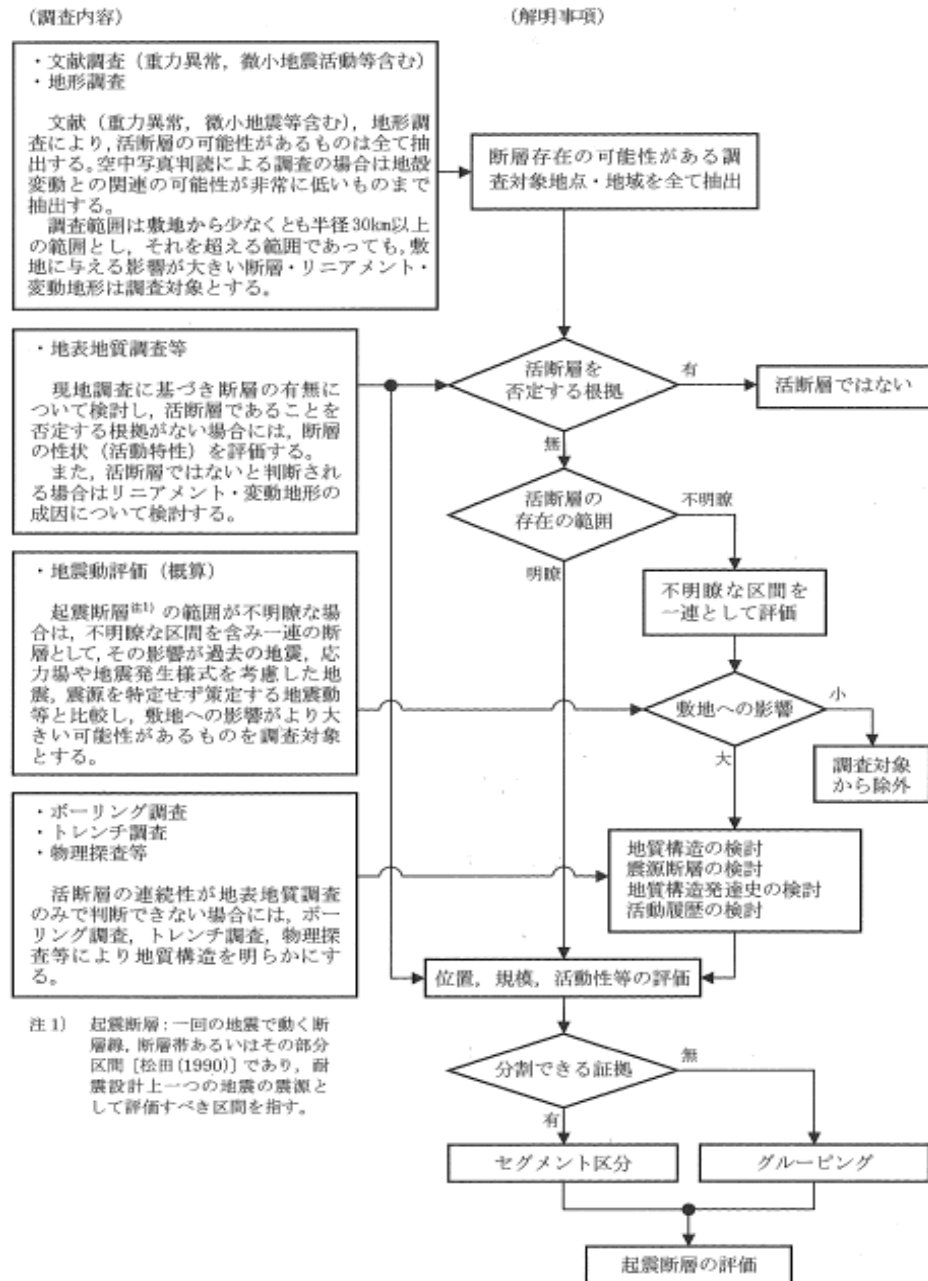 (調査内容)
(解明事項)
・文献調査(重力異常,微小地震活動等含む)
・地形調査
文献(重力異常,微小地震等含む),地形調
査により,活断層の可能性があるものは全て抽
出する。空中写真判読による調査の場合は地殻
変動との関連の可能性が非常に低いものまで
抽出する。
調査範囲は敷地から少なくとも半径30km以上
の範囲とし,それを超える範囲であっても,敷
地に与える影響が大きい断層・リニアメント・
変動地形は調査対象とする。
断層存在の可能性がある調
査対象地点・地域を全て抽出
・地表地質調査等
現地調査に基づき断層の有無に
ついて検討し,活断層であることを
否定する根拠がない場合には,断層
の性状(活動特性)を評価する。
また,活断層ではないと判断され
る場合はリニアメント・変動地形の
成因について検討する。
活断層を
否定する根拠
有
活断層ではない
無
活断層の
存在の範囲
不明瞭
明瞭
不明瞭な区間を
一連として評価
・地震動評価(概算)
起震断層注1)の範囲が不明瞭な場
合は,不明瞭な区間を含み一連の断
層として,その影響が過去の地震,応
力場や地震発生様式を考慮した地
震,震源を特定せず策定する地震動
等と比較し,敷地への影響がより大
きい可能性があるものを調査対象
とする。
敷地への影響
小
大
調査対象
から除外
・ボーリング調査
・トレンチ調査
・物理探査等
活断層の連続性が地表地質調査
のみで判断できない場合には,ボー
リング調査,トレンチ調査,物理探
査等により地質構造を明らかにす
る。
地質構造の検討
震源断層の検討
地質構造発達史の検討
活動履歴の検討
位置,規模,活動性等の評価
注1) 起震断層:一回の地震で動く断
層線,断層帯あるいはその部分
区間[松田(1990)]であり,耐
震設計上一つの地震の震源と
して評価すべき区間を指す。
分割できる証拠
無
有
セグメント区分
グルーピング
起震断層の評価